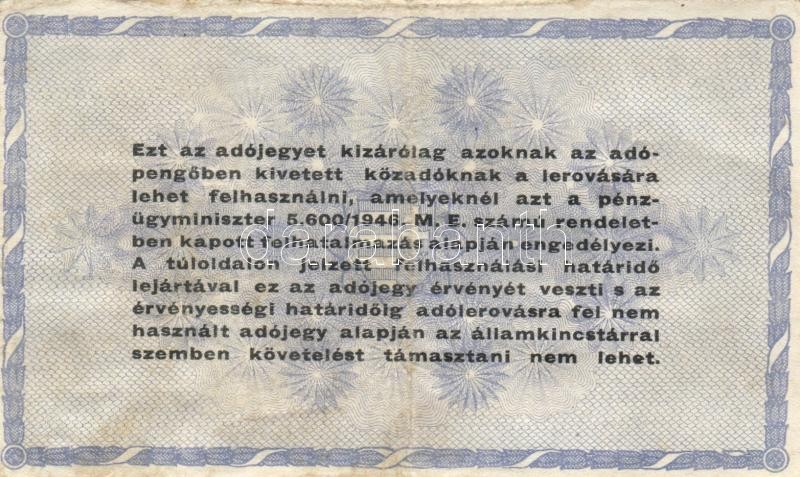 Ezt az adójegyet kizárólag azoknak az adó-
pengőben kivetett közadóknak a lerovására
lehet felhasználni, amelyeknél azt a pénz-
ügyminiszter 5.600/1946. M. E. számú rendelet-
ben kapott felhatalmazás alapján engedélyezi.
A túloldalon jelzett felhasználási határidő
lejártával ez az adójegy érvényét veszti s az
érvényességi határidőig adólerovásra fel nem
használt adójegy alapján az államkincstárral
szemben követelést támasztani nem lehet.
darabanth